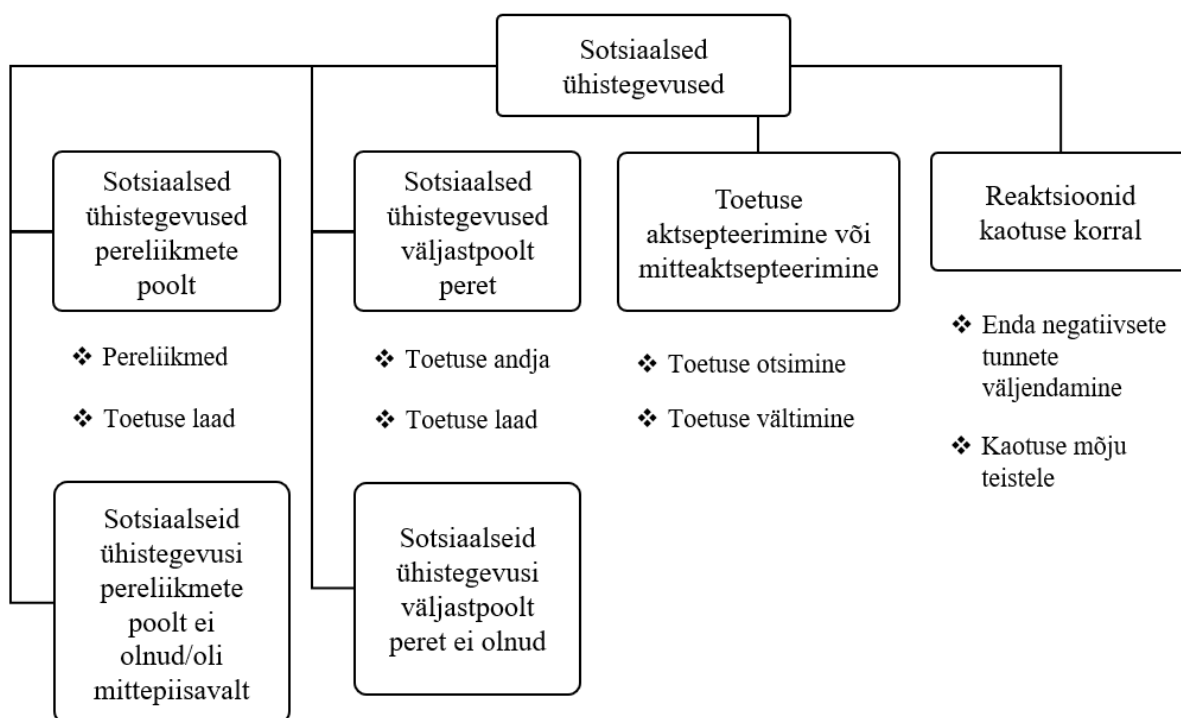 Sotsiaalsed
ühistegevused
Sotsiaalsed
ühistegevused
pereliikmete
poolt
❖ Pereliikmed
❖ Toetuse laad
Sotsiaalseid
ühistegevusi
pereliikmete
poolt ei
olnud/oli
mittepiisavalt
Sotsiaalsed
ühistegevused
väljastpoolt
peret
❖ Toetuse andja
❖ Toetuse laad
Sotsiaalseid
ühistegevusi
väljastpoolt
peret ei olnud
Toetuse
aktsepteerimine või
mitteaktsepteerimine
❖ Toetuse otsimine
❖ Toetuse vältimine
Reaktsioonid
kaotuse korral
❖ Enda negatiivsete
tunnete
väljendamine
❖ Kaotuse mõju
teistele